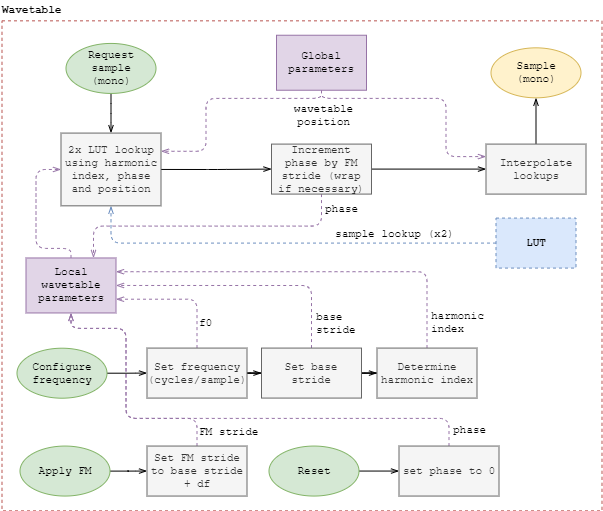 Wavetable
Request
sample
(mono)
Global
parameters
Sample
(mono)
wavetable
position
2x LUT lookup
using harmonic
index, phase
and position
Increment
phase by FM
stride (wrap
if necessary)
Interpolate
lookups
phase
sample lookup (x2)
LUT
Local
wavetable
parameters
f0
base
stride
harmonic
index
Configure
frequency
Set frequency
(cycles/sample)
Set base
stride
Determine
harmonic index
FM stride
phase
Apply FM
Set FM stride
to base stride
+ df
Reset
set phase to 0